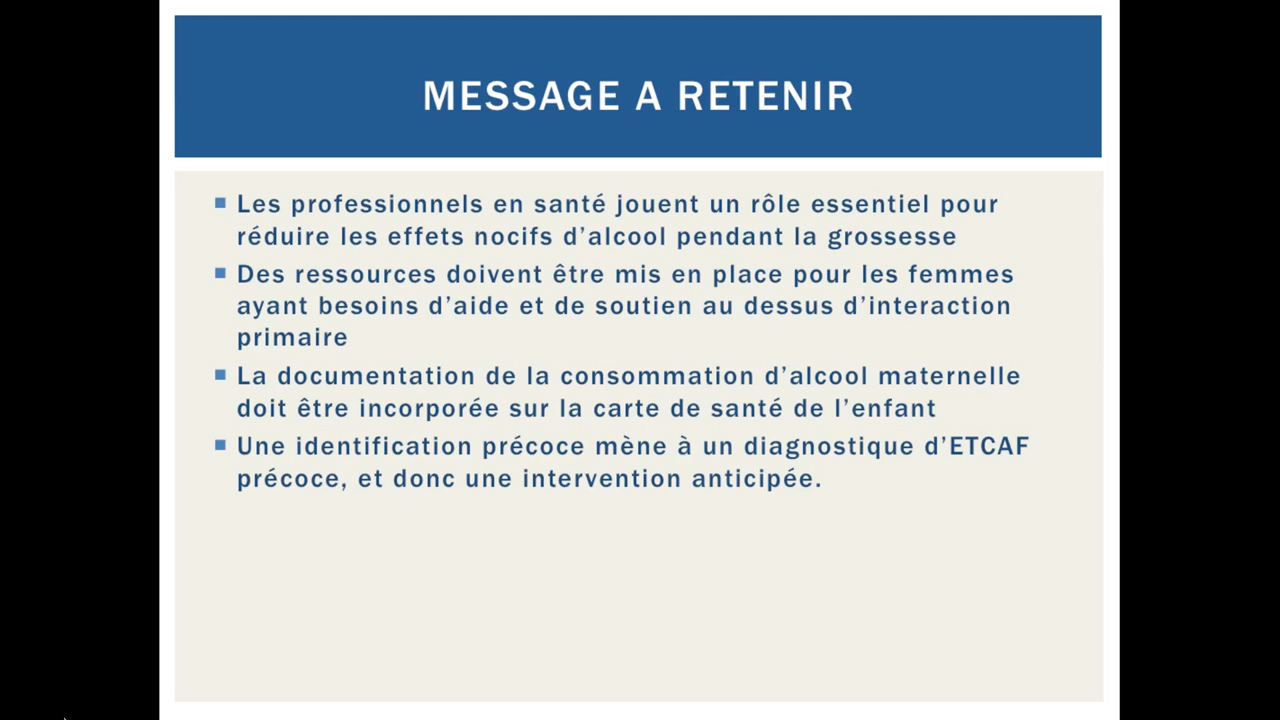 MESSAGE A RETENIR
▪ Les professionnels en santé jouent un rôle essentiel pour
réduire les effets nocifs d’alcool pendant la grossesse
▪ Des ressources doivent être mis en place pour les femmes
ayant besoins d’aide et de soutien au dessus d’interaction
primaire
▪ La documentation de la consommation d’alcool maternelle
doit être incorporée sur la carte de santé de l’enfant
▪ Une identification précoce mène à un diagnostique d’ETCAF
précoce, et donc une intervention anticipée.